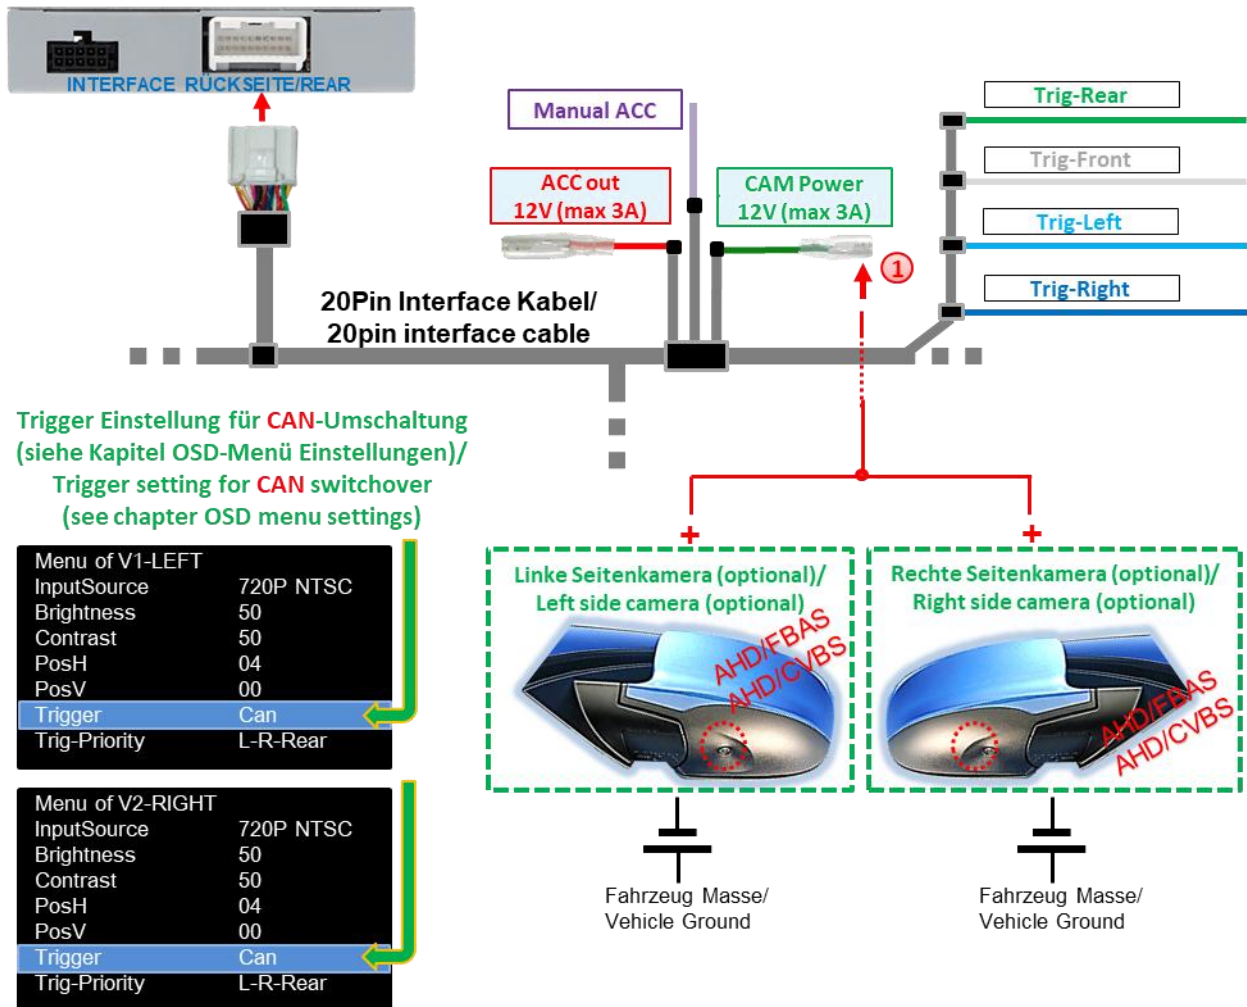 INTERFACE RÜCKSEITE/REAR
Manual ACC
ACC out
12V (max 3A)
CAM Power
12V (max 3A)
Trig-Rear
Trig-Front
Trig-Left
Trig-Right
1
20Pin Interface Kabel/
20pin interface cable
Trigger Einstellung für CAN-Umschaltung
(siehe Kapitel OSD-Menü Einstellungen)/
Trigger setting for CAN switchover
(see chapter OSD menu settings)
Menu of V1-LEFT
InputSource 720P NTSC
Brightness 50
Contrast 50
PosH 04
PosV 00
Trigger Can
Trig-Priority L-R-Rear
Menu of V2-RIGHT
InputSource 720P NTSC
Brightness 50
Contrast 50
PosH 04
PosV 00
Trigger Can
Trig-Priority L-R-Rear
+
+
Linke Seitenkamera (optional)/
Left side camera (optional)
AHD/FBAS
AHD/CVBS
Rechte Seitenkamera (optional)/
Right side camera (optional)
AHD/FBAS
AHD/CVBS
Fahrzeug Masse/
Vehicle Ground
Fahrzeug Masse/
Vehicle Ground